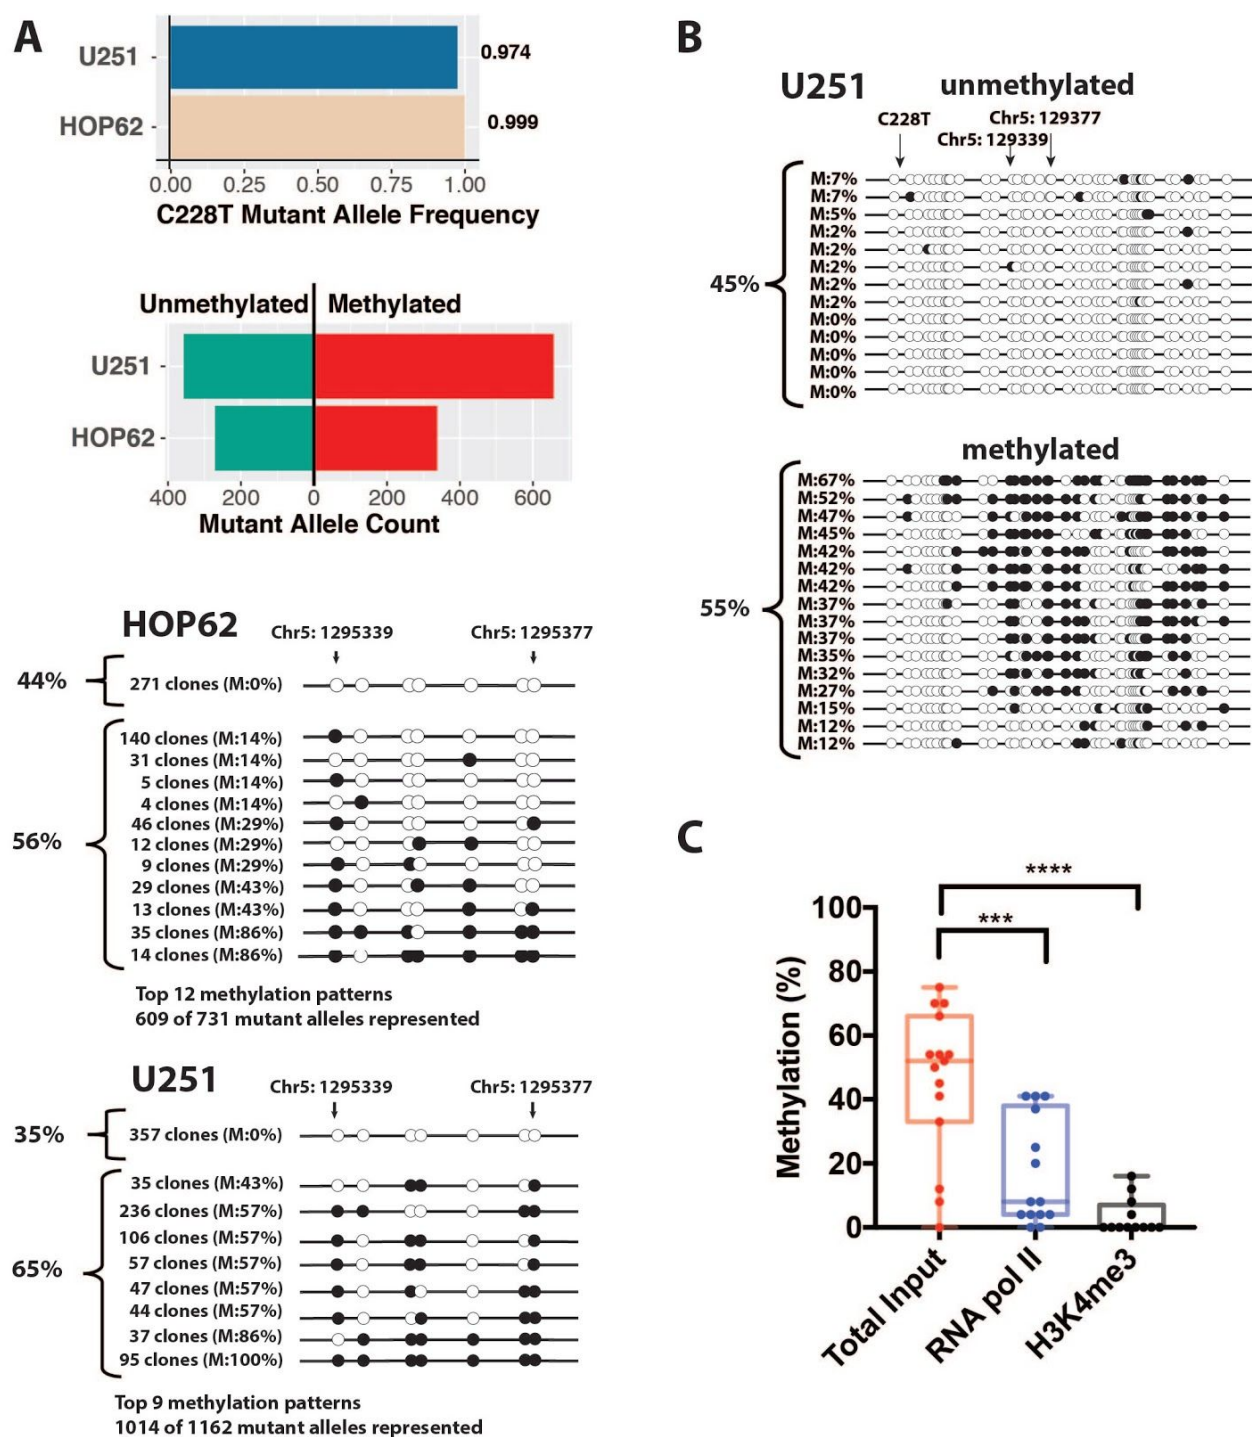 A
U251
0.974
HOP62
0.999
0.00 0.25 0.50 0.75 1.00
C228T Mutant Allele Frequency
Unmethylated Methylated
U251
HOP62
400 200 0 200 400 600
Mutant Allele Count
HOP62
Chr5: 1295339 Chr5: 1295377
44%
271 clones (M:0%)
56%
140 clones (M:14%)
31 clones (M:14%)
5 clones (M:14%)
4 clones (M:14%)
46 clones (M:29%)
12 clones (M:29%)
9 clones (M:29%)
29 clones (M:43%)
13 clones (M:43%)
35 clones (M:86%)
14 clones (M:86%)
Top 12 methylation patterns
609 of 731 mutant alleles represented
U251
Chr5: 1295339 Chr5: 1295377
35%
357 clones (M:0%)
65%
35 clones (M:43%)
236 clones (M:57%)
106 clones (M:57%)
57 clones (M:57%)
47 clones (M:57%)
44 clones (M:57%)
37 clones (M:86%)
95 clones (M:100%)
Top 9 methylation patterns
1014 of 1162 mutant alleles represented
B
U251 unmethylated
C228T Chr5: 129377
Chr5: 129339
45%
M:7%
M:7%
M:5%
M:2%
M:2%
M:2%
M:2%
M:2%
M:0%
M:0%
M:0%
M:0%
M:0%
methylated
55%
M:67%
M:52%
M:47%
M:45%
M:42%
M:42%
M:42%
M:37%
M:37%
M:37%
M:35%
M:32%
M:27%
M:15%
M:12%
M:12%
C
****
***
Methylation (%)
100
80
60
40
20
0
Total Input
RNA pol II
H3K4me3